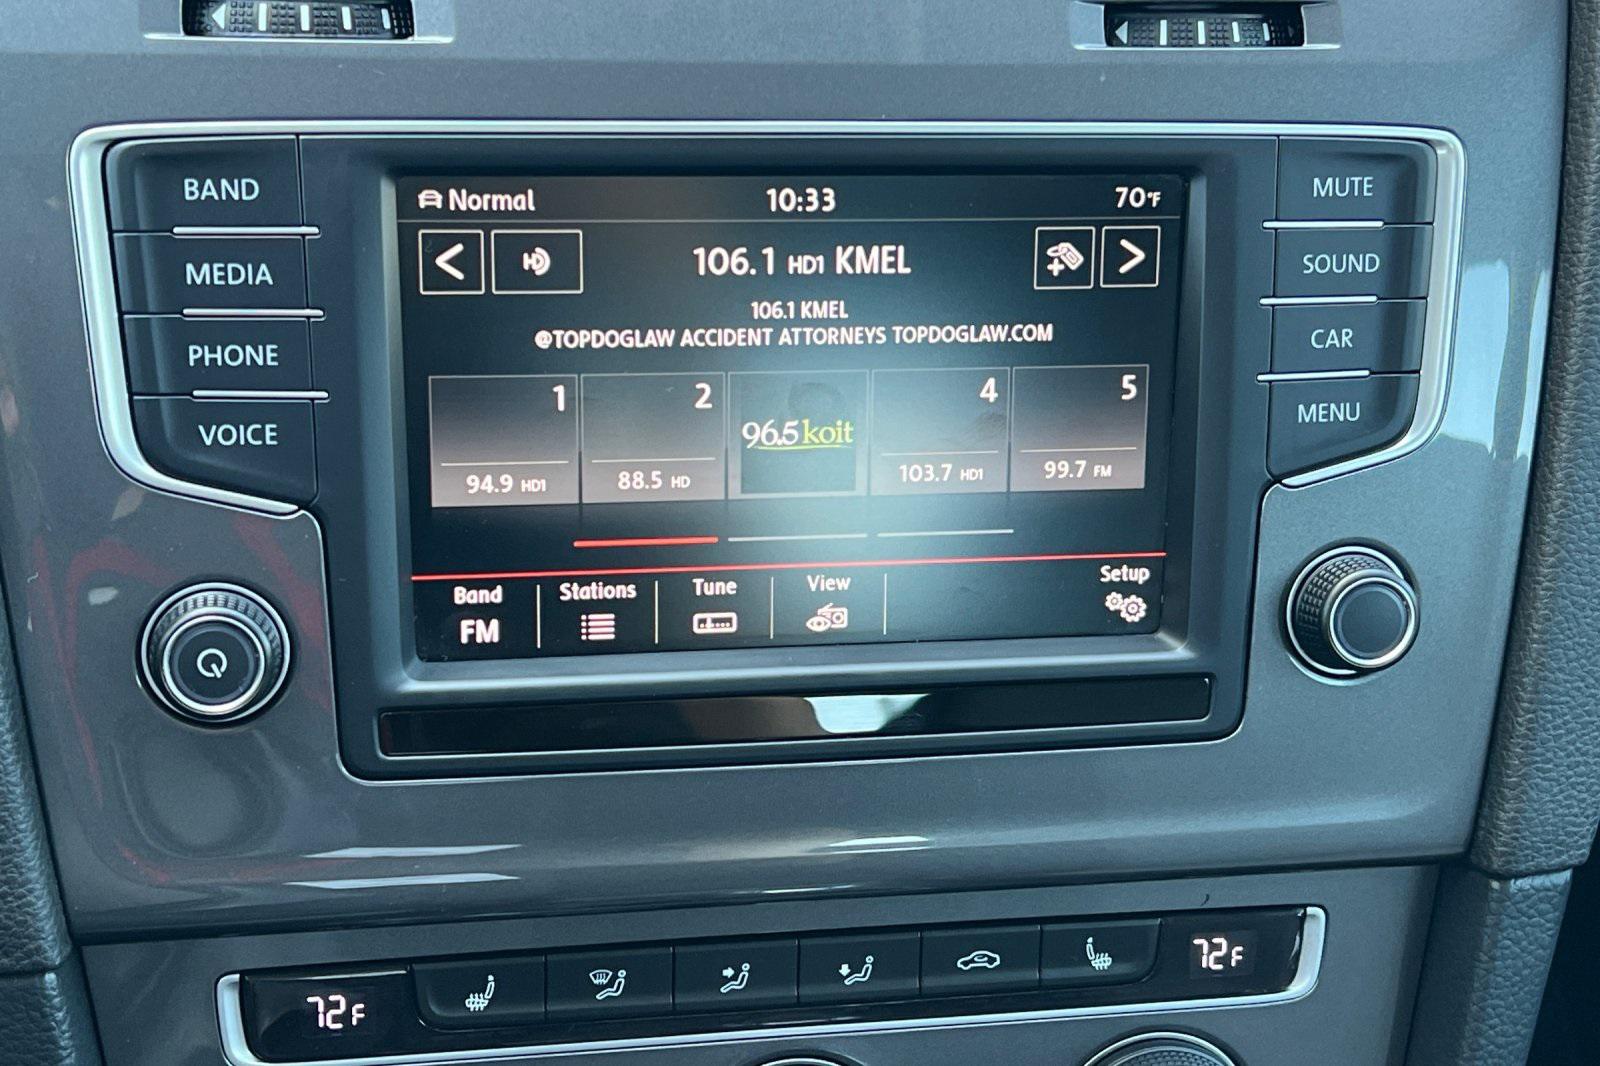 BAND
MEDIA
PHONE
VOICE
Normal 10:33 70°F
106.1 HD1 KMEL
106.1 KMEL
@TOPDOGLAW ACCIDENT ATTORNEYS TOPDOGLAW.COM
1 2 4 5
96.5 koit
94.9 HD1 88.5 HD 103.7 HD1 99.7 FM
Band Stations Tune View Setup
FM
MUTE
SOUND
CAR
MENU
72F 72F